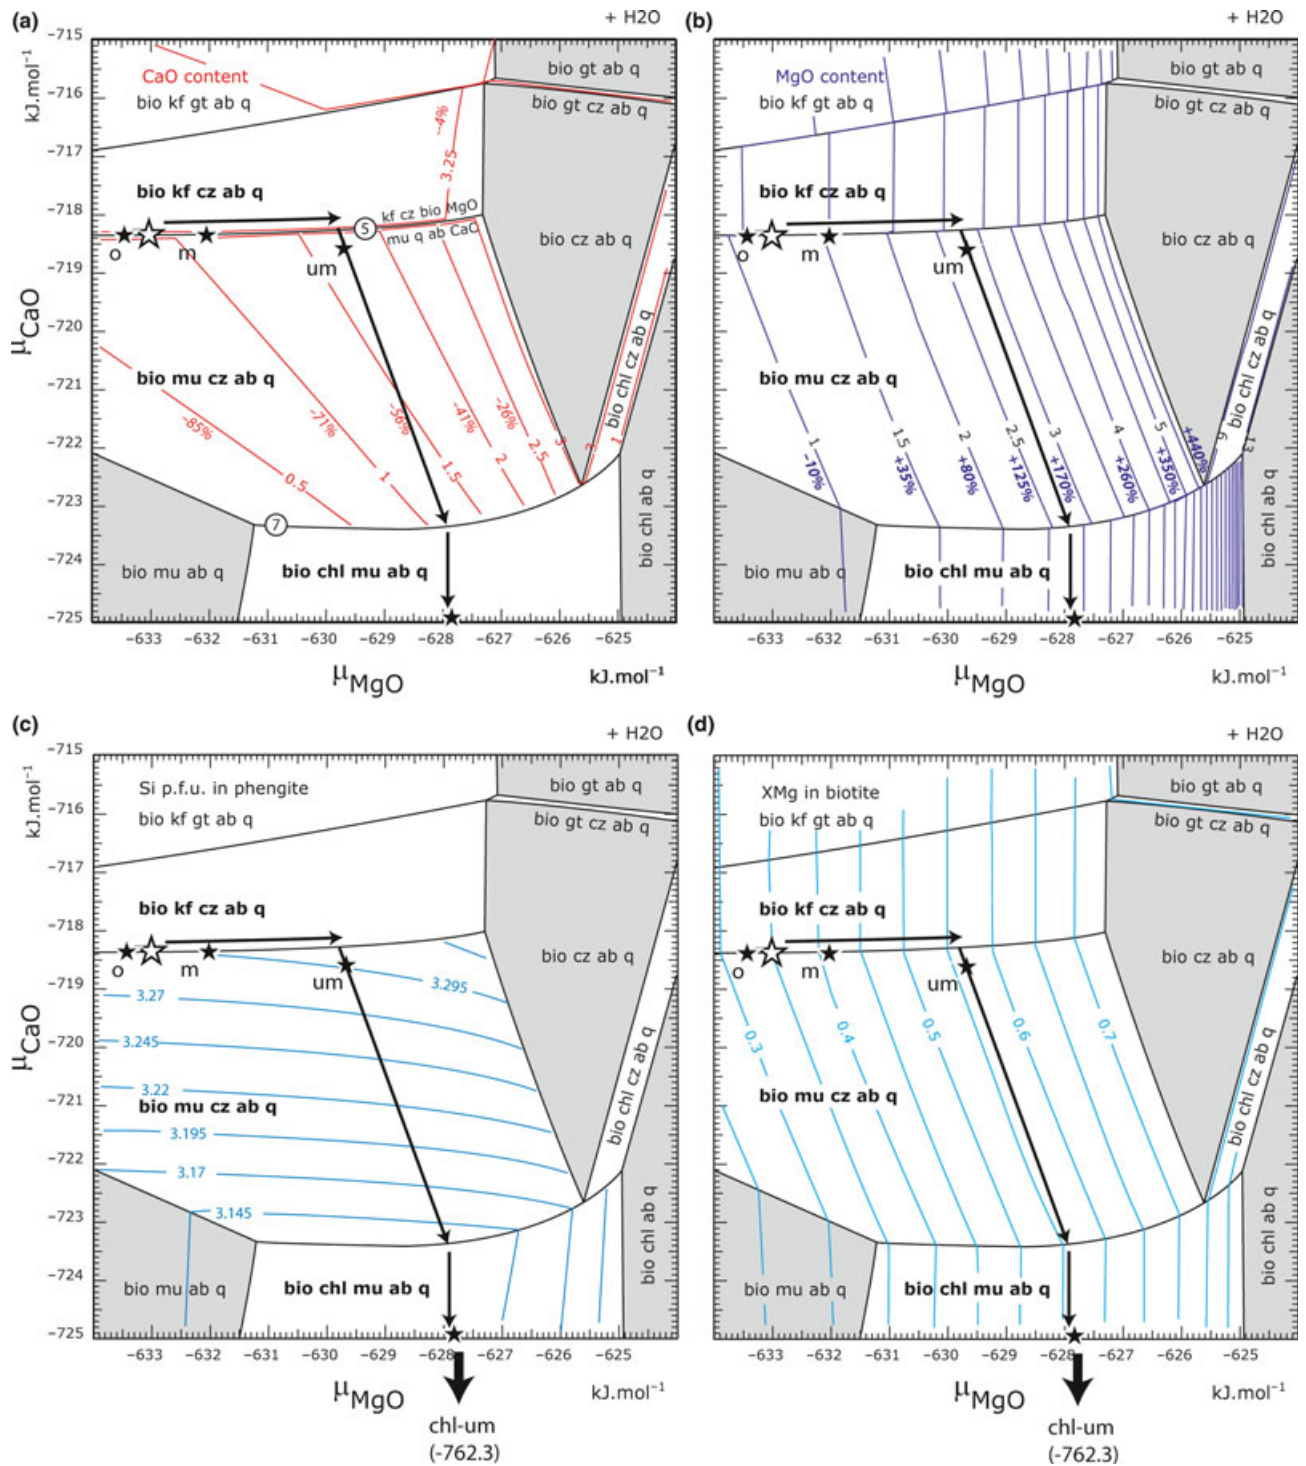 (a)
+ H2O
kJ.mol⁻¹
-715
-716
-717
-718
-719
-720
-721
-722
-723
-724
-725
μCaO
CaO content
bio kf gt ab q
bio gt ab q
bio gt cz ab q
--4%
3.25
bio kf cz ab q
5
kf cz bio MgO
mu q ab CaO
bio cz ab q
o
m
um
bio mu cz ab q
-85%
-71%
-56%
-41%
-26%
0.5
1
1.5
2
2.5
3
3
1
bio chl cz ab q
7
bio mu ab q
bio chl mu ab q
bio chl ab q
-633
-632
-631
-630
-629
-628
-627
-626
-625
μMgO
kJ.mol⁻¹
(b)
+ H2O
MgO content
bio kf gt ab q
bio gt ab q
bio gt cz ab q
bio kf cz ab q
bio cz ab q
o
m
um
bio mu cz ab q
1
1.5
2
2.5
3
4
5
6
13
-10%
+35%
+80%
+125%
+170%
+260%
+350%
+440%
bio chl cz ab q
bio mu ab q
bio chl mu ab q
bio chl ab q
-633
-632
-631
-630
-629
-628
-627
-626
-625
μMgO
kJ.mol⁻¹
(c)
+ H2O
kJ.mol⁻¹
-715
-716
-717
-718
-719
-720
-721
-722
-723
-724
-725
μCaO
Si p.f.u. in phengite
bio kf gt ab q
bio gt ab q
bio gt cz ab q
bio kf cz ab q
bio cz ab q
o
m
um
3.295
3.27
3.245
3.22
bio mu cz ab q
3.195
3.17
3.145
bio chl cz ab q
bio mu ab q
bio chl mu ab q
bio chl ab q
-633
-632
-631
-630
-629
-628
-627
-626
-625
μMgO
kJ.mol⁻¹
chl-um
(-762.3)
(d)
+ H2O
XMg in biotite
bio kf gt ab q
bio gt ab q
bio gt cz ab q
bio kf cz ab q
bio cz ab q
o
m
um
0.3
0.4
0.5
0.6
0.7
bio mu cz ab q
bio chl cz ab q
bio mu ab q
bio chl mu ab q
bio chl ab q
-633
-632
-631
-630
-629
-628
-627
-626
-625
μMgO
kJ.mol⁻¹
chl-um
(-762.3)